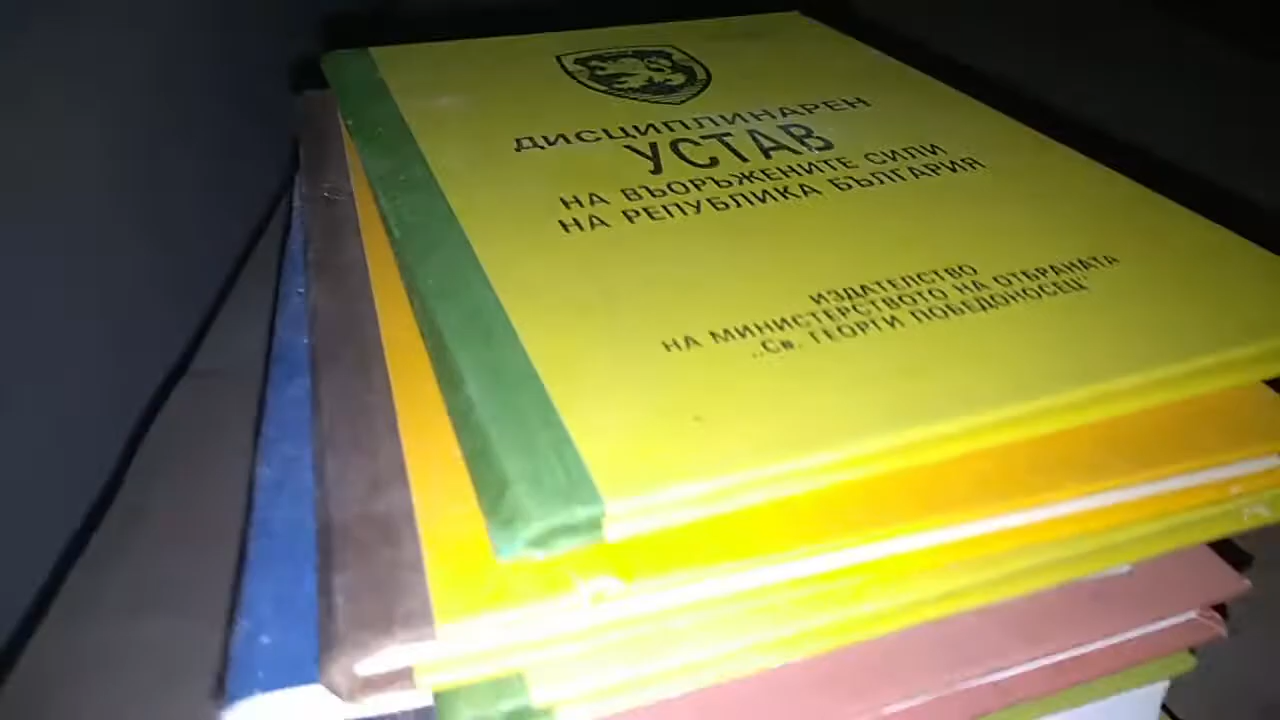 ДИСЦИПЛИНАРЕН
УСТАВ
НА ВЪОРЪЖЕНИТЕ СИЛИ
НА РЕПУБЛИКА БЪЛГАРИЯ
ИЗДАТЕЛСТВО
НА МИНИСТЕРСТВОТО НА ОТБРАНАТА
„Св. ГЕОРГИ ПОБЕДОНОСЕЦ“